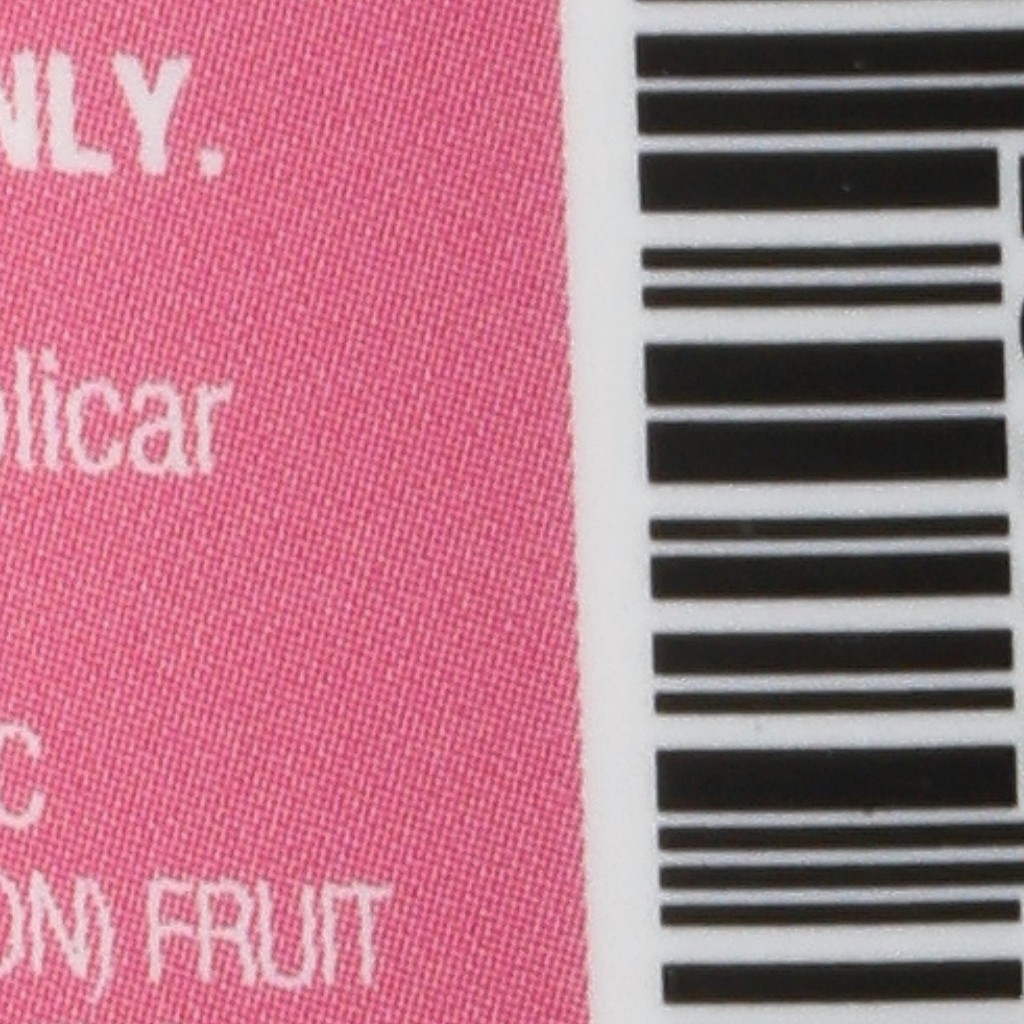 NLY.
plicar
C
ON) FRUIT